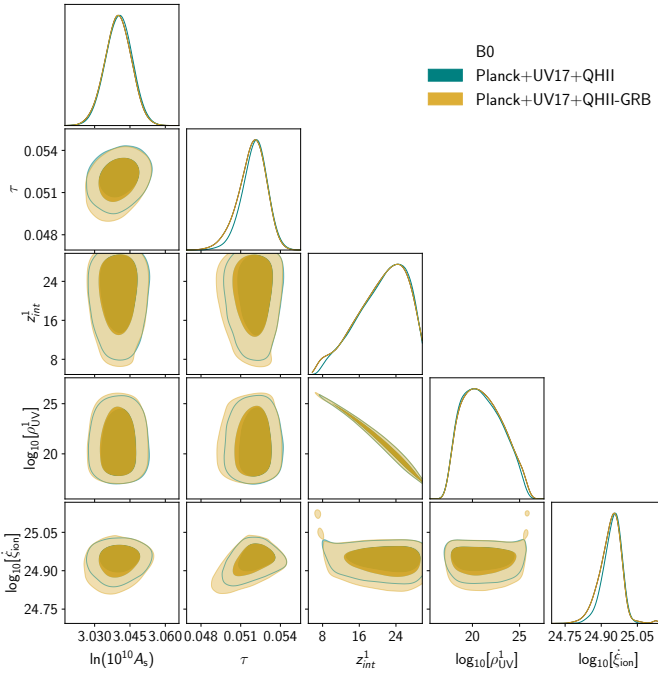 B0
Planck+UV17+QHII
Planck+UV17+QHII-GRB
0.054
0.051
0.048
τ
24
16
8
z¹ᵢₙₜ
25
20
log₁₀[ρ¹_UV]
25.05
24.90
24.75
log₁₀[ξ̇ᵢₒₙ]
3.030 3.045 3.060
0.048 0.051 0.054
8 16 24
20 25
24.75 24.90 25.05
ln(10¹⁰Aₛ)
τ
z¹ᵢₙₜ
log₁₀[ρ¹_UV]
log₁₀[ξ̇ᵢₒₙ]